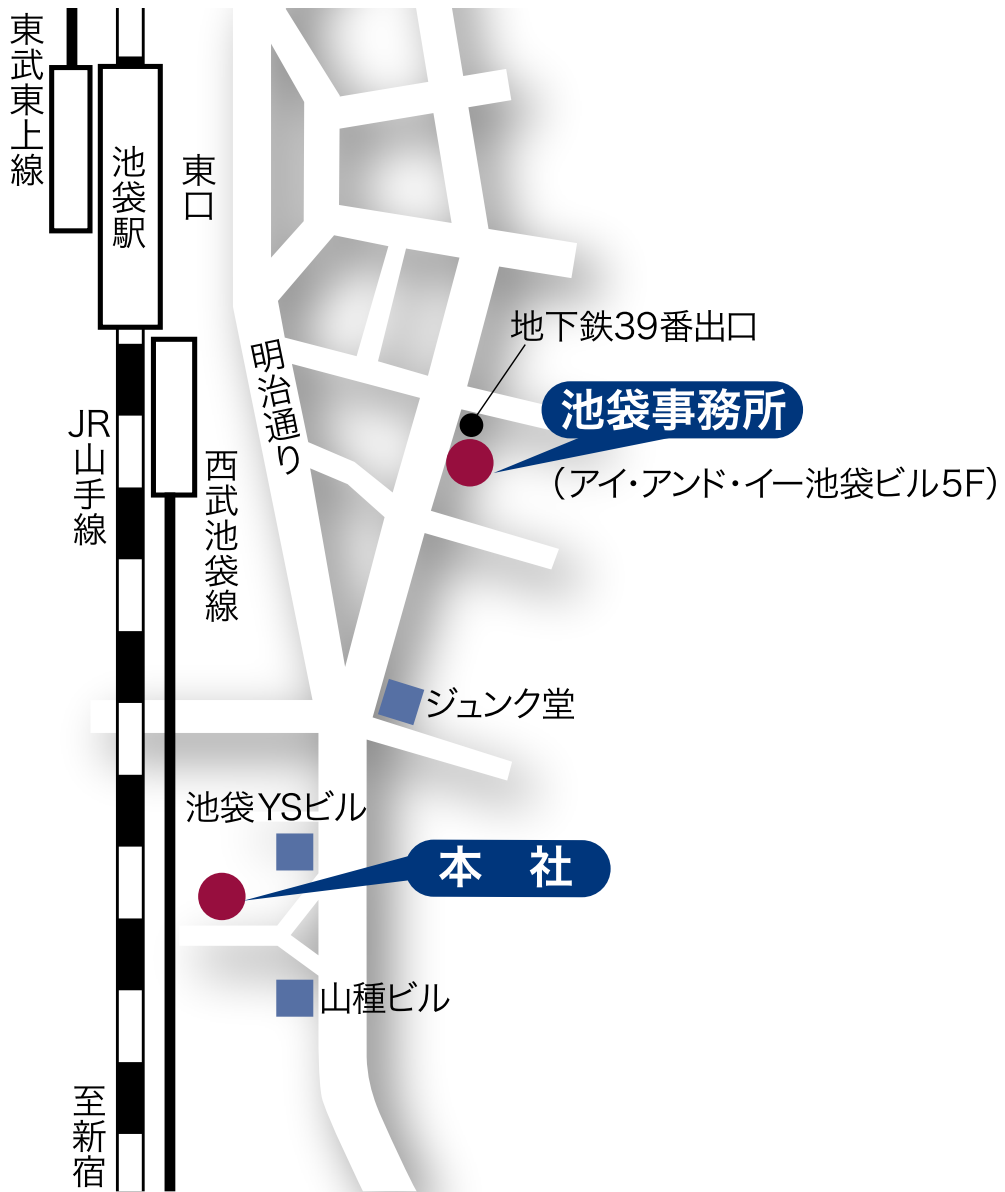 東武東上線
池袋駅
東口
地下鉄39番出口
明治通り
池袋事務所
(アイ・アンド・イー池袋ビル5F)
JR山手線
西武池袋線
ジュンク堂
池袋YSビル
本 社
山種ビル
至新宿